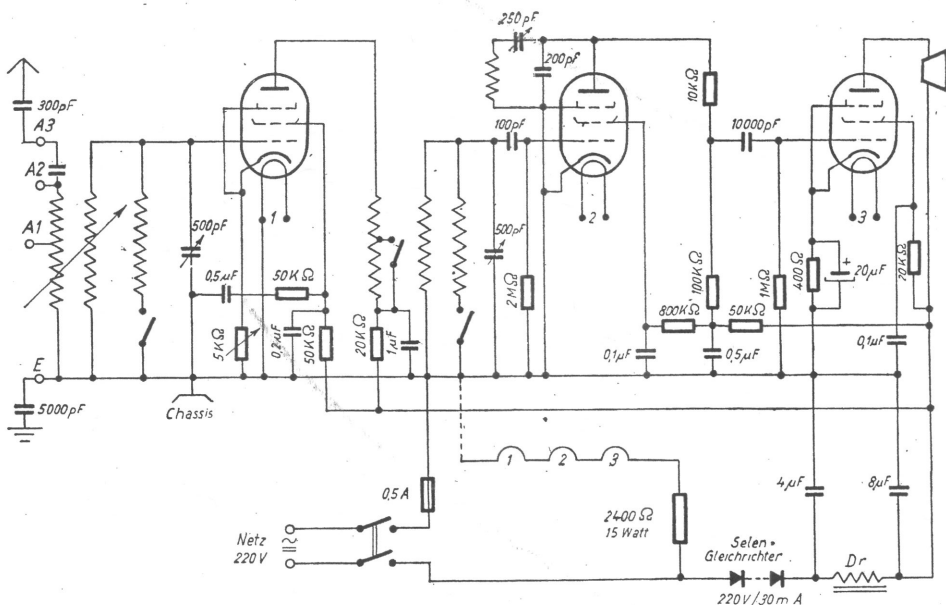 250 pF
200pF
300pF
A3
A2
A1
100pF
10KΩ
10000pF
1
2
3
500pF
500pF
0,5µF
50KΩ
5KΩ
0,2µF
50KΩ
20KΩ
1µF
2MΩ
800KΩ
100KΩ
50KΩ
1MΩ
400Ω
+
20µF
20KΩ
0,1µF
0,5µF
0,1µF
E
5000pF
Chassis
1
2
3
0,5A
4µF
8µF
2400Ω
15 Watt
Netz
220V
Selen-
Gleichrichter
Dr
220V/30mA